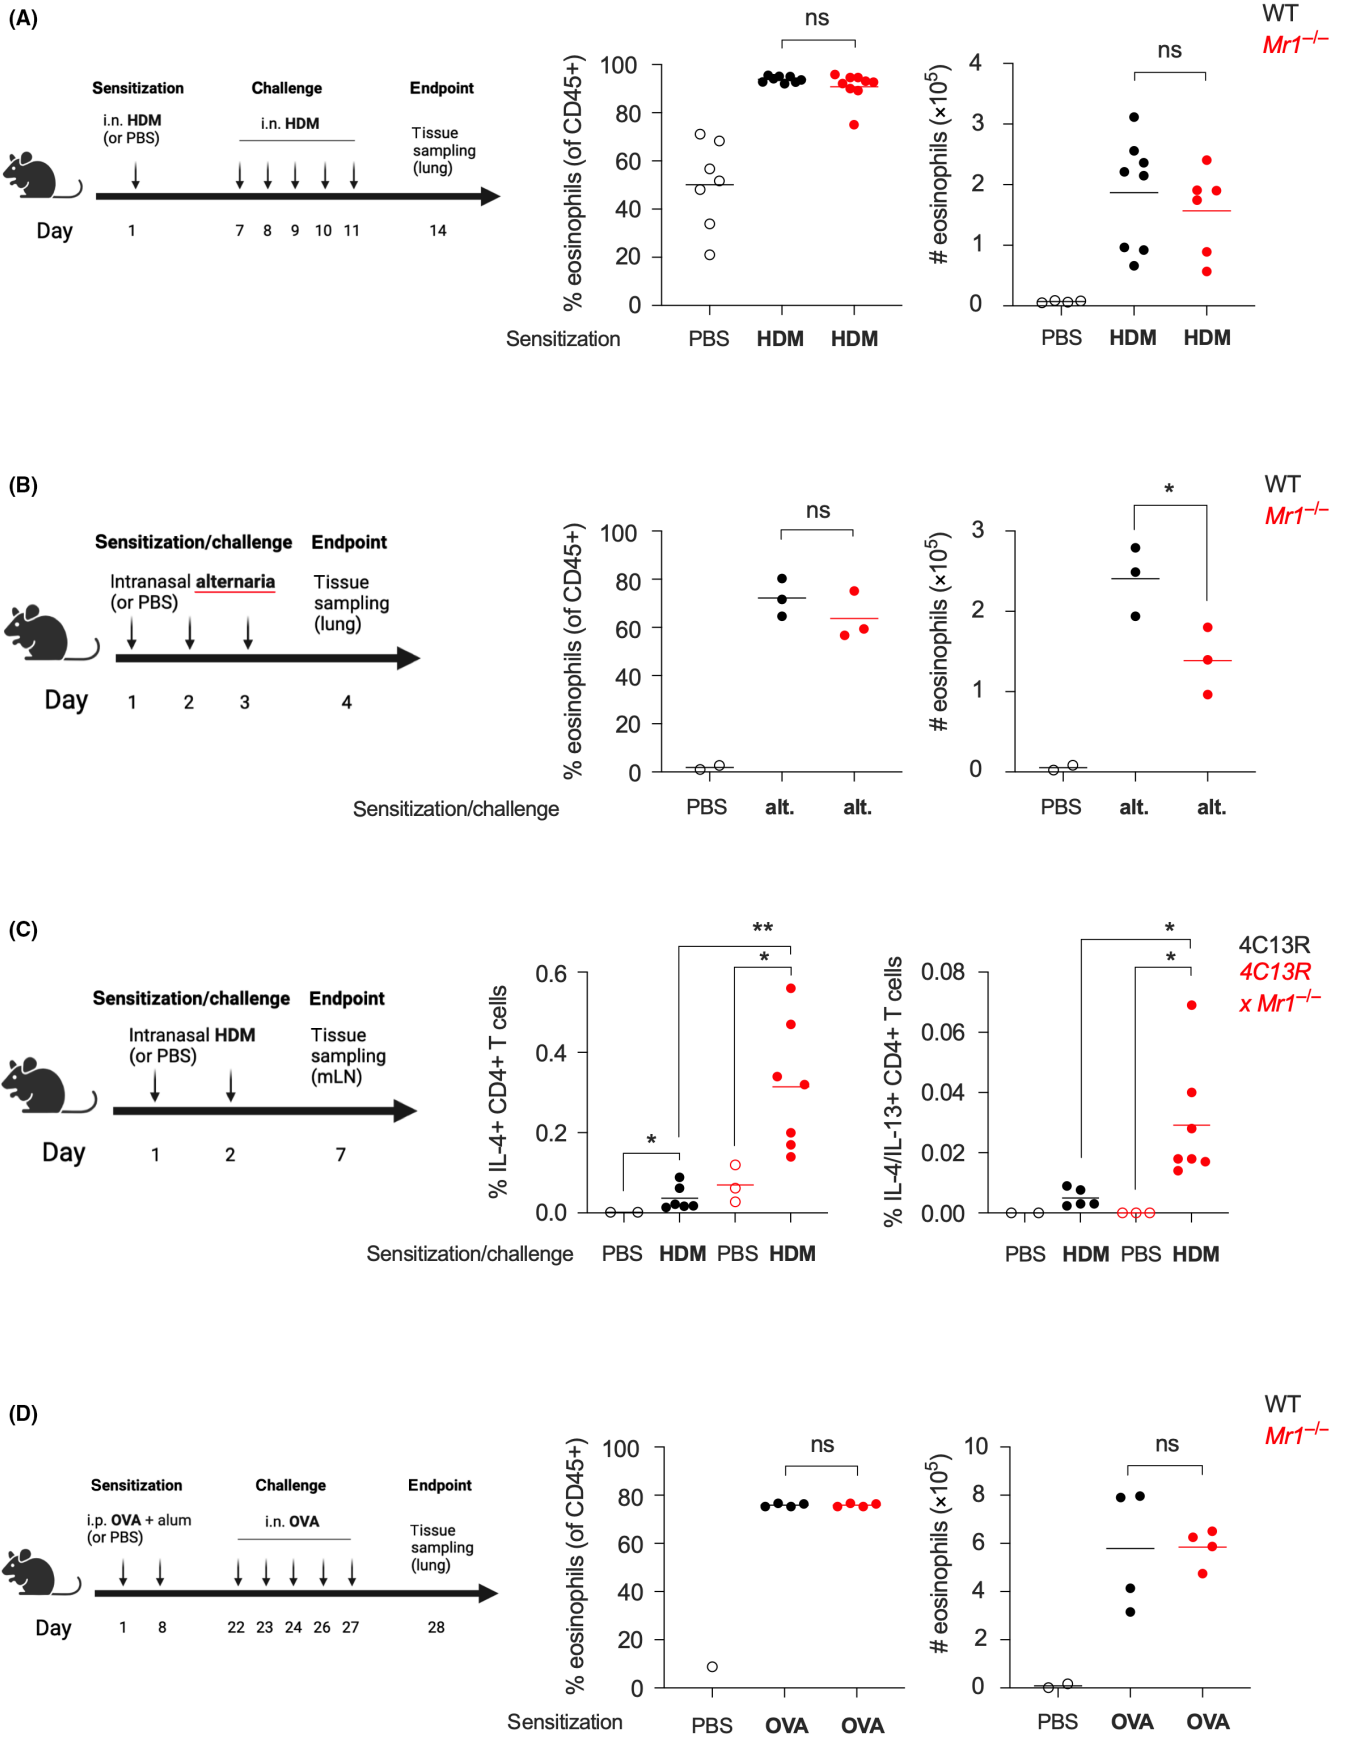 (A)
WT
Mr1–/–
Sensitization Challenge Endpoint
i.n. HDM
(or PBS)
i.n. HDM
Tissue
sampling
(lung)
Day 1 7 8 9 10 11 14
% eosinophils (of CD45+)
100
80
60
40
20
0
ns
Sensitization PBS HDM HDM
# eosinophils (×10⁵)
4
3
2
1
0
ns
PBS HDM HDM
(B)
WT
Mr1–/–
Sensitization/challenge Endpoint
Intranasal alternaria
(or PBS)
Tissue
sampling
(lung)
Day 1 2 3 4
% eosinophils (of CD45+)
100
80
60
40
20
0
ns
Sensitization/challenge PBS alt. alt.
# eosinophils (×10⁵)
3
2
1
0
*
PBS alt. alt.
(C)
4C13R
4C13R
x Mr1–/–
Sensitization/challenge Endpoint
Intranasal HDM
(or PBS)
Tissue
sampling
(mLN)
Day 1 2 7
% IL-4+ CD4+ T cells
0.6
0.4
0.2
0.0
**
*
*
Sensitization/challenge PBS HDM PBS HDM
% IL-4/IL-13+ CD4+ T cells
0.08
0.06
0.04
0.02
0.00
*
*
PBS HDM PBS HDM
(D)
WT
Mr1–/–
Sensitization Challenge Endpoint
i.p. OVA + alum
(or PBS)
i.n. OVA
Tissue
sampling
(lung)
Day 1 8 22 23 24 26 27 28
% eosinophils (of CD45+)
100
80
60
40
20
0
ns
Sensitization PBS OVA OVA
# eosinophils (×10⁵)
10
8
6
4
2
0
ns
PBS OVA OVA